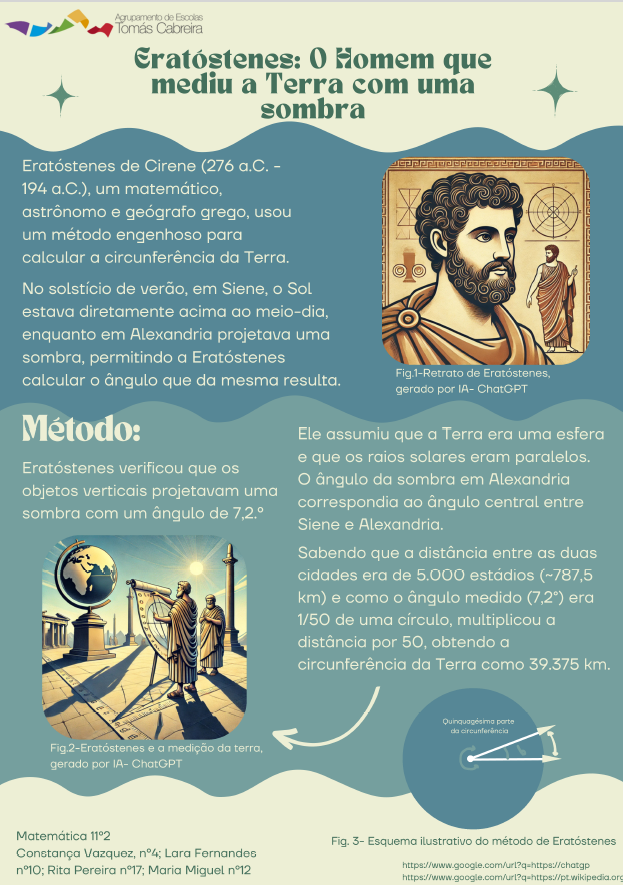 Agrupamento de Escolas
Tomás Cabreira
Eratóstenes: O Homem que
mediu a Terra com uma
sombra
Eratóstenes de Cirene (276 a.C. –
194 a.C.), um matemático,
astrônomo e geógrafo grego, usou
um método engenhoso para
calcular a circunferência da Terra.
No solstício de verão, em Siene, o Sol
estava diretamente acima ao meio-dia,
enquanto em Alexandria projetava uma
sombra, permitindo a Eratóstenes
calcular o ângulo que da mesma resulta.
Fig.1-Retrato de Eratóstenes,
gerado por IA- ChatGPT
Método:
Eratóstenes verificou que os
objetos verticais projetavam uma
sombra com um ângulo de 7,2.°
Fig.2-Eratóstenes e a medição da terra,
gerado por IA- ChatGPT
Ele assumiu que a Terra era uma esfera
e que os raios solares eram paralelos.
O ângulo da sombra em Alexandria
correspondia ao ângulo central entre
Siene e Alexandria.
Sabendo que a distância entre as duas
cidades era de 5.000 estádios (~787,5
km) e como o ângulo medido (7,2°) era
1/50 de uma círculo, multiplicou a
distância por 50, obtendo a
circunferência da Terra como 39.375 km.
Quinquagésima parte
da circunferência
Fig. 3- Esquema ilustrativo do método de Eratóstenes
Matemática 11º2
Constança Vazquez, nº4; Lara Fernandes
nº10; Rita Pereira nº17; Maria Miguel nº12
https://www.google.com/url?q=https://chatgp
https://www.google.com/url?q=https://pt.wikipedia.org